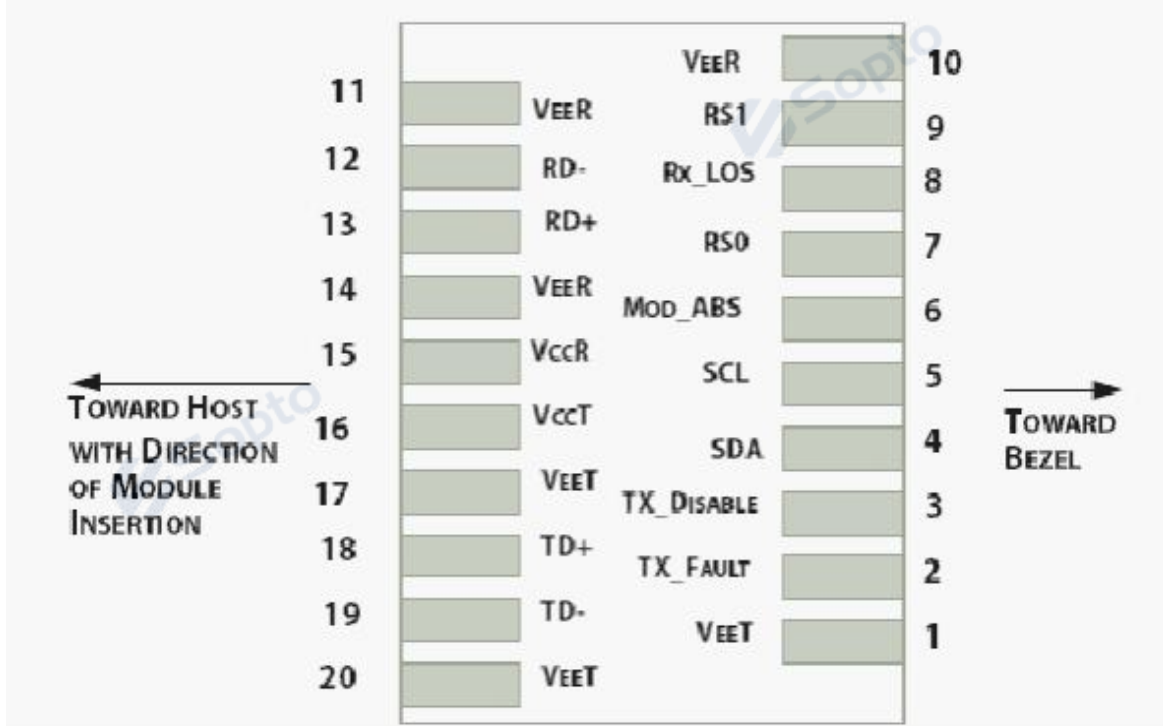 VEER 10
11 VEER
RS1 9
12 RD-
RX_LOS 8
13 RD+
RS0 7
14 VEER
MOD_ABS 6
15 VCCR
SCL 5
TOWARD HOST
WITH DIRECTION
OF MODULE
INSERTION
16 VCCT
SDA 4
TOWARD
BEZEL
17 VEET
TX_DISABLE 3
18 TD+
TX_FAULT 2
19 TD-
VEET 1
20 VEET
Sopto
Sopto